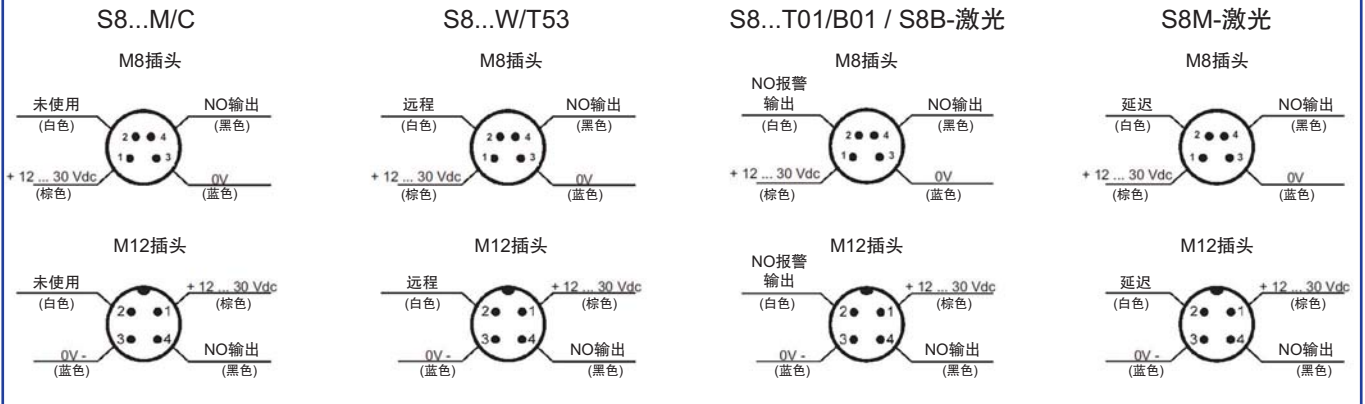 S8...M/C
S8...W/T53
S8...T01/B01 / S8B-激光
S8M-激光
M8插头
未使用
(白色)
NO输出
(黑色)
2
4
1
3
+ 12 ... 30 Vdc
(棕色)
0V
(蓝色)
M8插头
远程
(白色)
NO输出
(黑色)
2
4
1
3
+ 12 ... 30 Vdc
(棕色)
0V
(蓝色)
M8插头
NO报警
输出
(白色)
NO输出
(黑色)
2
4
1
3
+ 12 ... 30 Vdc
(棕色)
0V
(蓝色)
M8插头
延迟
(白色)
NO输出
(黑色)
2
4
1
3
+ 12 ... 30 Vdc
(棕色)
0V
(蓝色)
M12插头
未使用
(白色)
+ 12 ... 30 Vdc
(棕色)
2
1
3
4
0V -
(蓝色)
NO输出
(黑色)
M12插头
远程
(白色)
+ 12 ... 30 Vdc
(棕色)
2
1
3
4
0V -
(蓝色)
NO输出
(黑色)
M12插头
NO报警
输出
(白色)
+ 12 ... 30 Vdc
(棕色)
2
1
3
4
0V -
(蓝色)
NO输出
(黑色)
M12插头
延迟
(白色)
+ 12 ... 30 Vdc
(棕色)
2
1
3
4
0V -
(蓝色)
NO输出
(黑色)